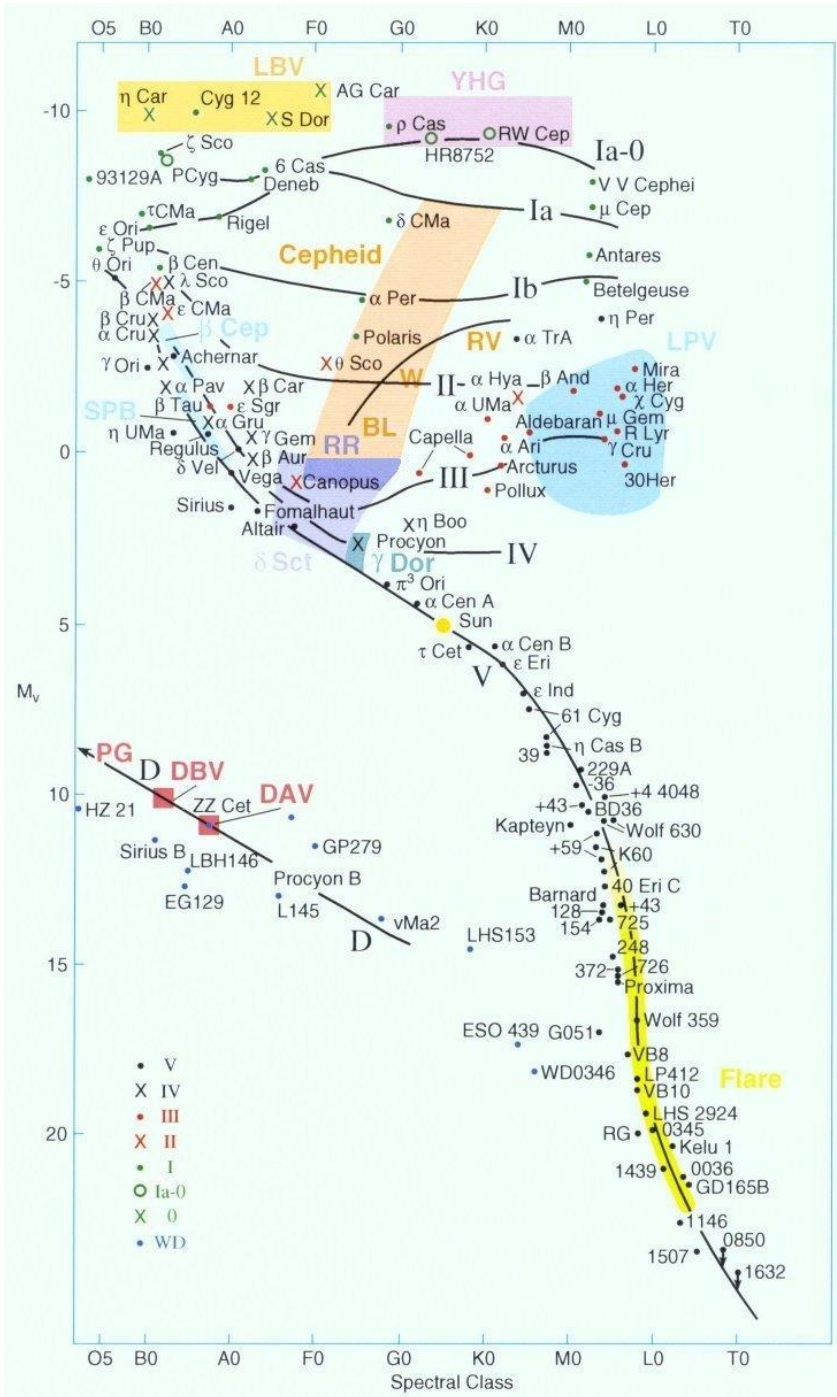 O5 B0 A0 F0 G0 K0 M0 L0 T0
LBV
YHG
AG Car
-10
η Car
Cyg 12
S Dor
ρ Cas
RW Cep
HR8752
Ia-0
ζ Sco
93129A
PCyg
6 Cas
Deneb
V V Cephei
Ia
μ Cep
τCMa
ε Ori
Rigel
δ CMa
ζ Pup
Cepheid
Antares
θ Ori
β Cen
-5
λ Sco
Ib
Betelgeuse
β CMa
α Per
ε CMa
β Cru
β Cep
η Per
α Cru
Polaris
RV
α TrA
LPV
Achernar
γ Ori
θ Sco
Mira
W
II
α Hya
β And
α Her
α Pav
β Car
χ Cyg
SPB
β Tau
ε Sgr
α UMa
μ Gem
α Gru
BL
Aldebaran
R Lyr
η UMa
γ Gem
RR
Capella
0
Regulus
α Ari
γ Cru
β Aur
δ Vel
Arcturus
Vega
Canopus
III
30Her
Pollux
Sirius
Fomalhaut
Altair
η Boo
Procyon
IV
δ Sct
γ Dor
π³ Ori
α Cen A
5
Sun
τ Cet
α Cen B
V
ε Eri
ε Ind
Mv
61 Cyg
PG
39
η Cas B
D
DBV
229A
-36
ZZ Cet
DAV
+4 4048
10
HZ 21
+43
BD36
Kapteyn
Wolf 630
Sirius B
GP279
+59
K60
LBH146
Procyon B
40 Eri C
EG129
Barnard
L145
128
+43
vMa2
154
725
D
LHS153
248
15
372
726
Proxima
ESO 439
G051
Wolf 359
VB8
WD0346
LP412
Flare
V
VB10
IV
LHS 2924
III
20
RG
0345
II
Kelu 1
I
1439
0036
Ia-0
GD165B
0
1146
WD
0850
1507
1632
O5 B0 A0 F0 G0 K0 M0 L0 T0
Spectral Class